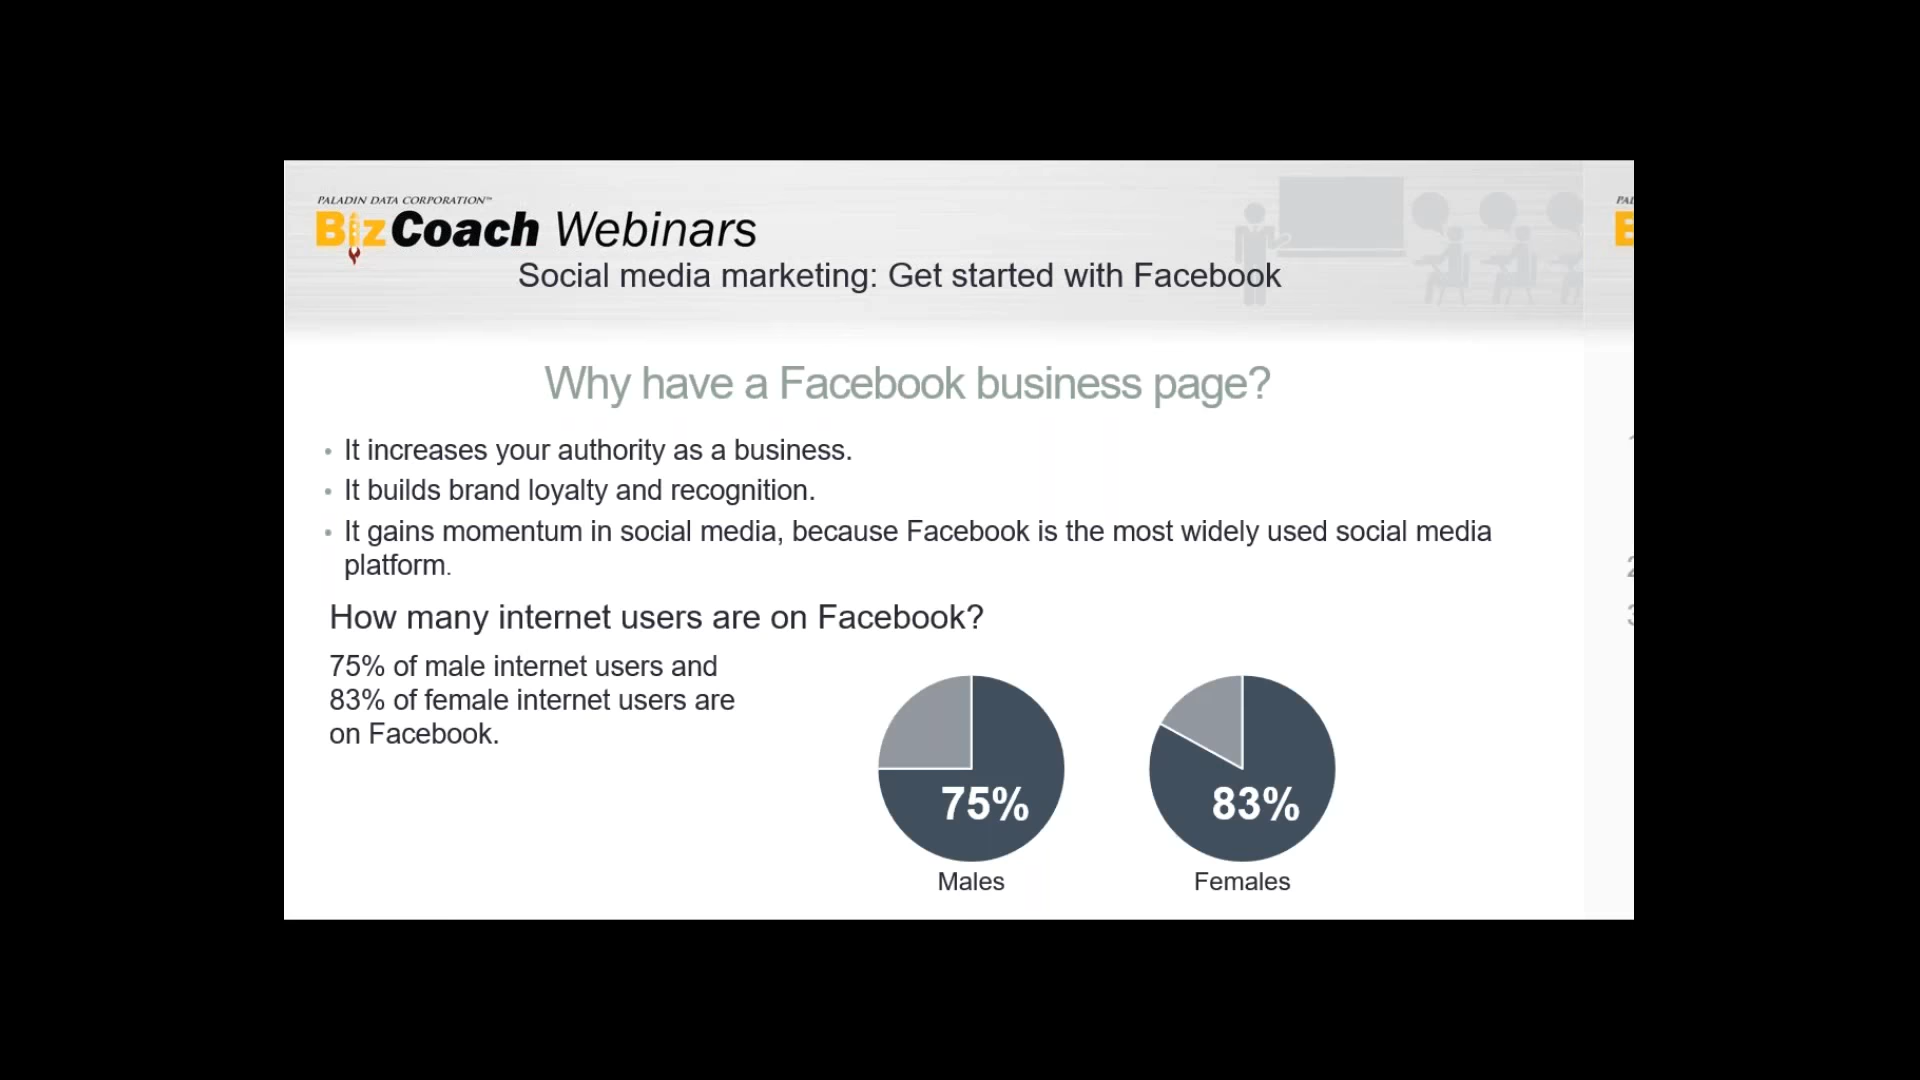 PALADIN DATA CORPORATION™
BizCoach Webinars
Social media marketing: Get started with Facebook
Why have a Facebook business page?
• It increases your authority as a business.
• It builds brand loyalty and recognition.
• It gains momentum in social media, because Facebook is the most widely used social media
platform.
How many internet users are on Facebook?
75% of male internet users and
83% of female internet users are
on Facebook.
75%
83%
Males
Females